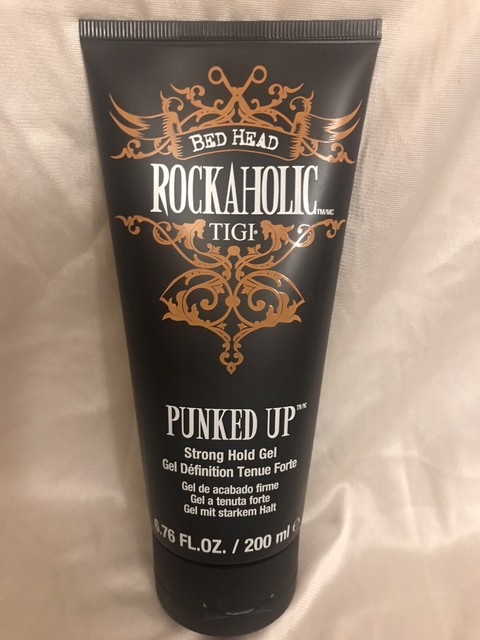 BED HEAD
ROCKAHOLIC TM/MC
TIGI
PUNKED UP
Strong Hold Gel
Gel Définition Tenue Forte
Gel de acabado firme
Gel a tenuta forte
Gel mit starkem Halt
6.76 FL.OZ. / 200 ml e